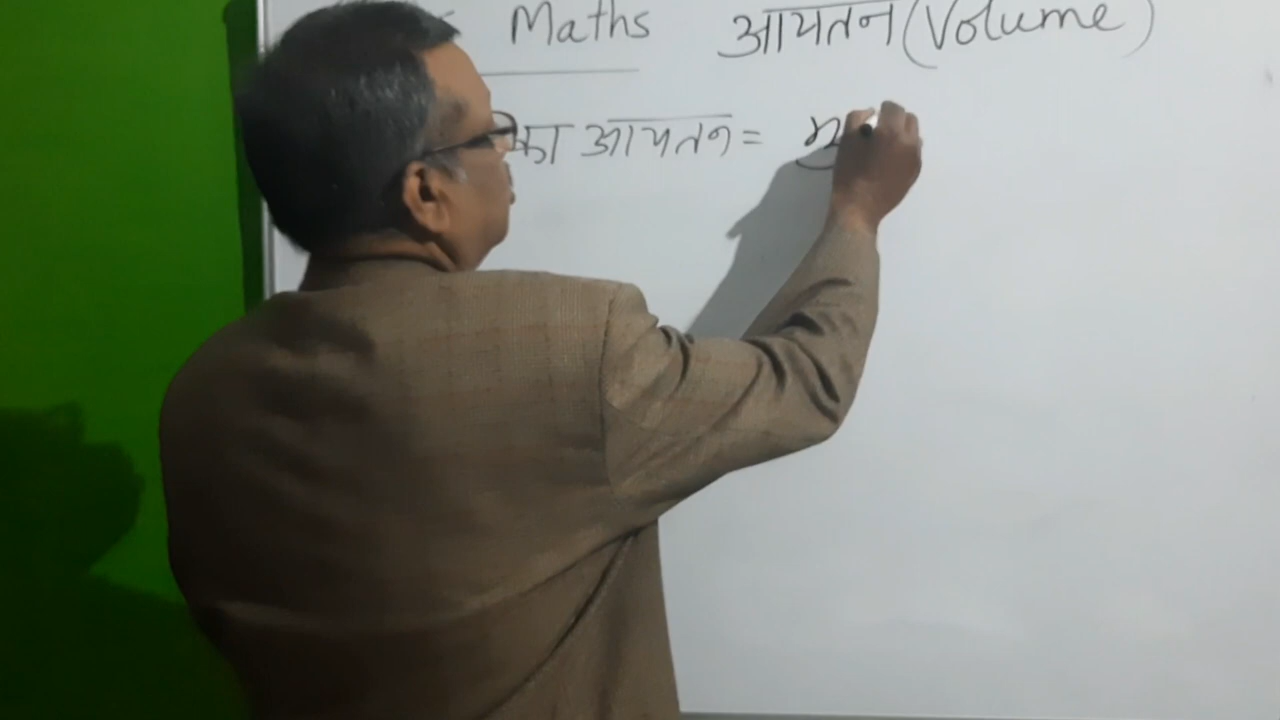 Maths आयतन (Volume)
का आयतन =